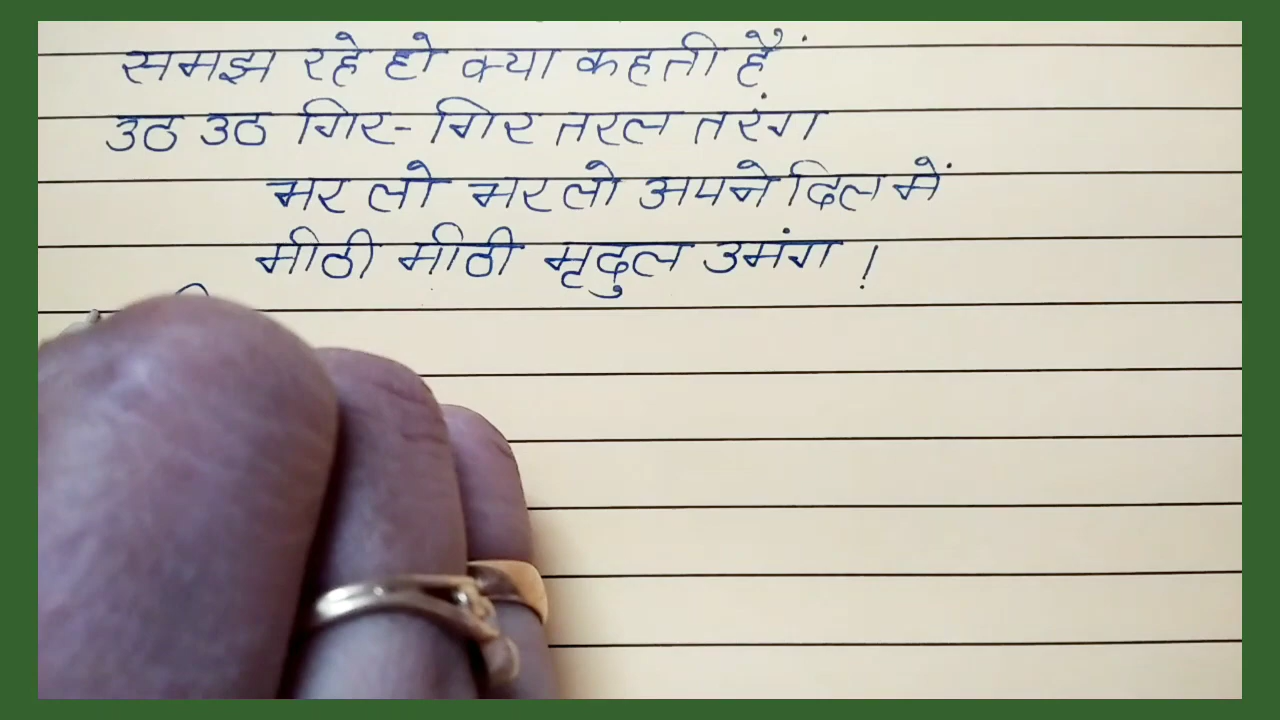 समझ रहे हो क्या कहती हैं
उठ उठ गिर-गिर तरल तरंग
भर लो भर लो अपने दिल में
मीठी मीठी मृदुल उमंग !